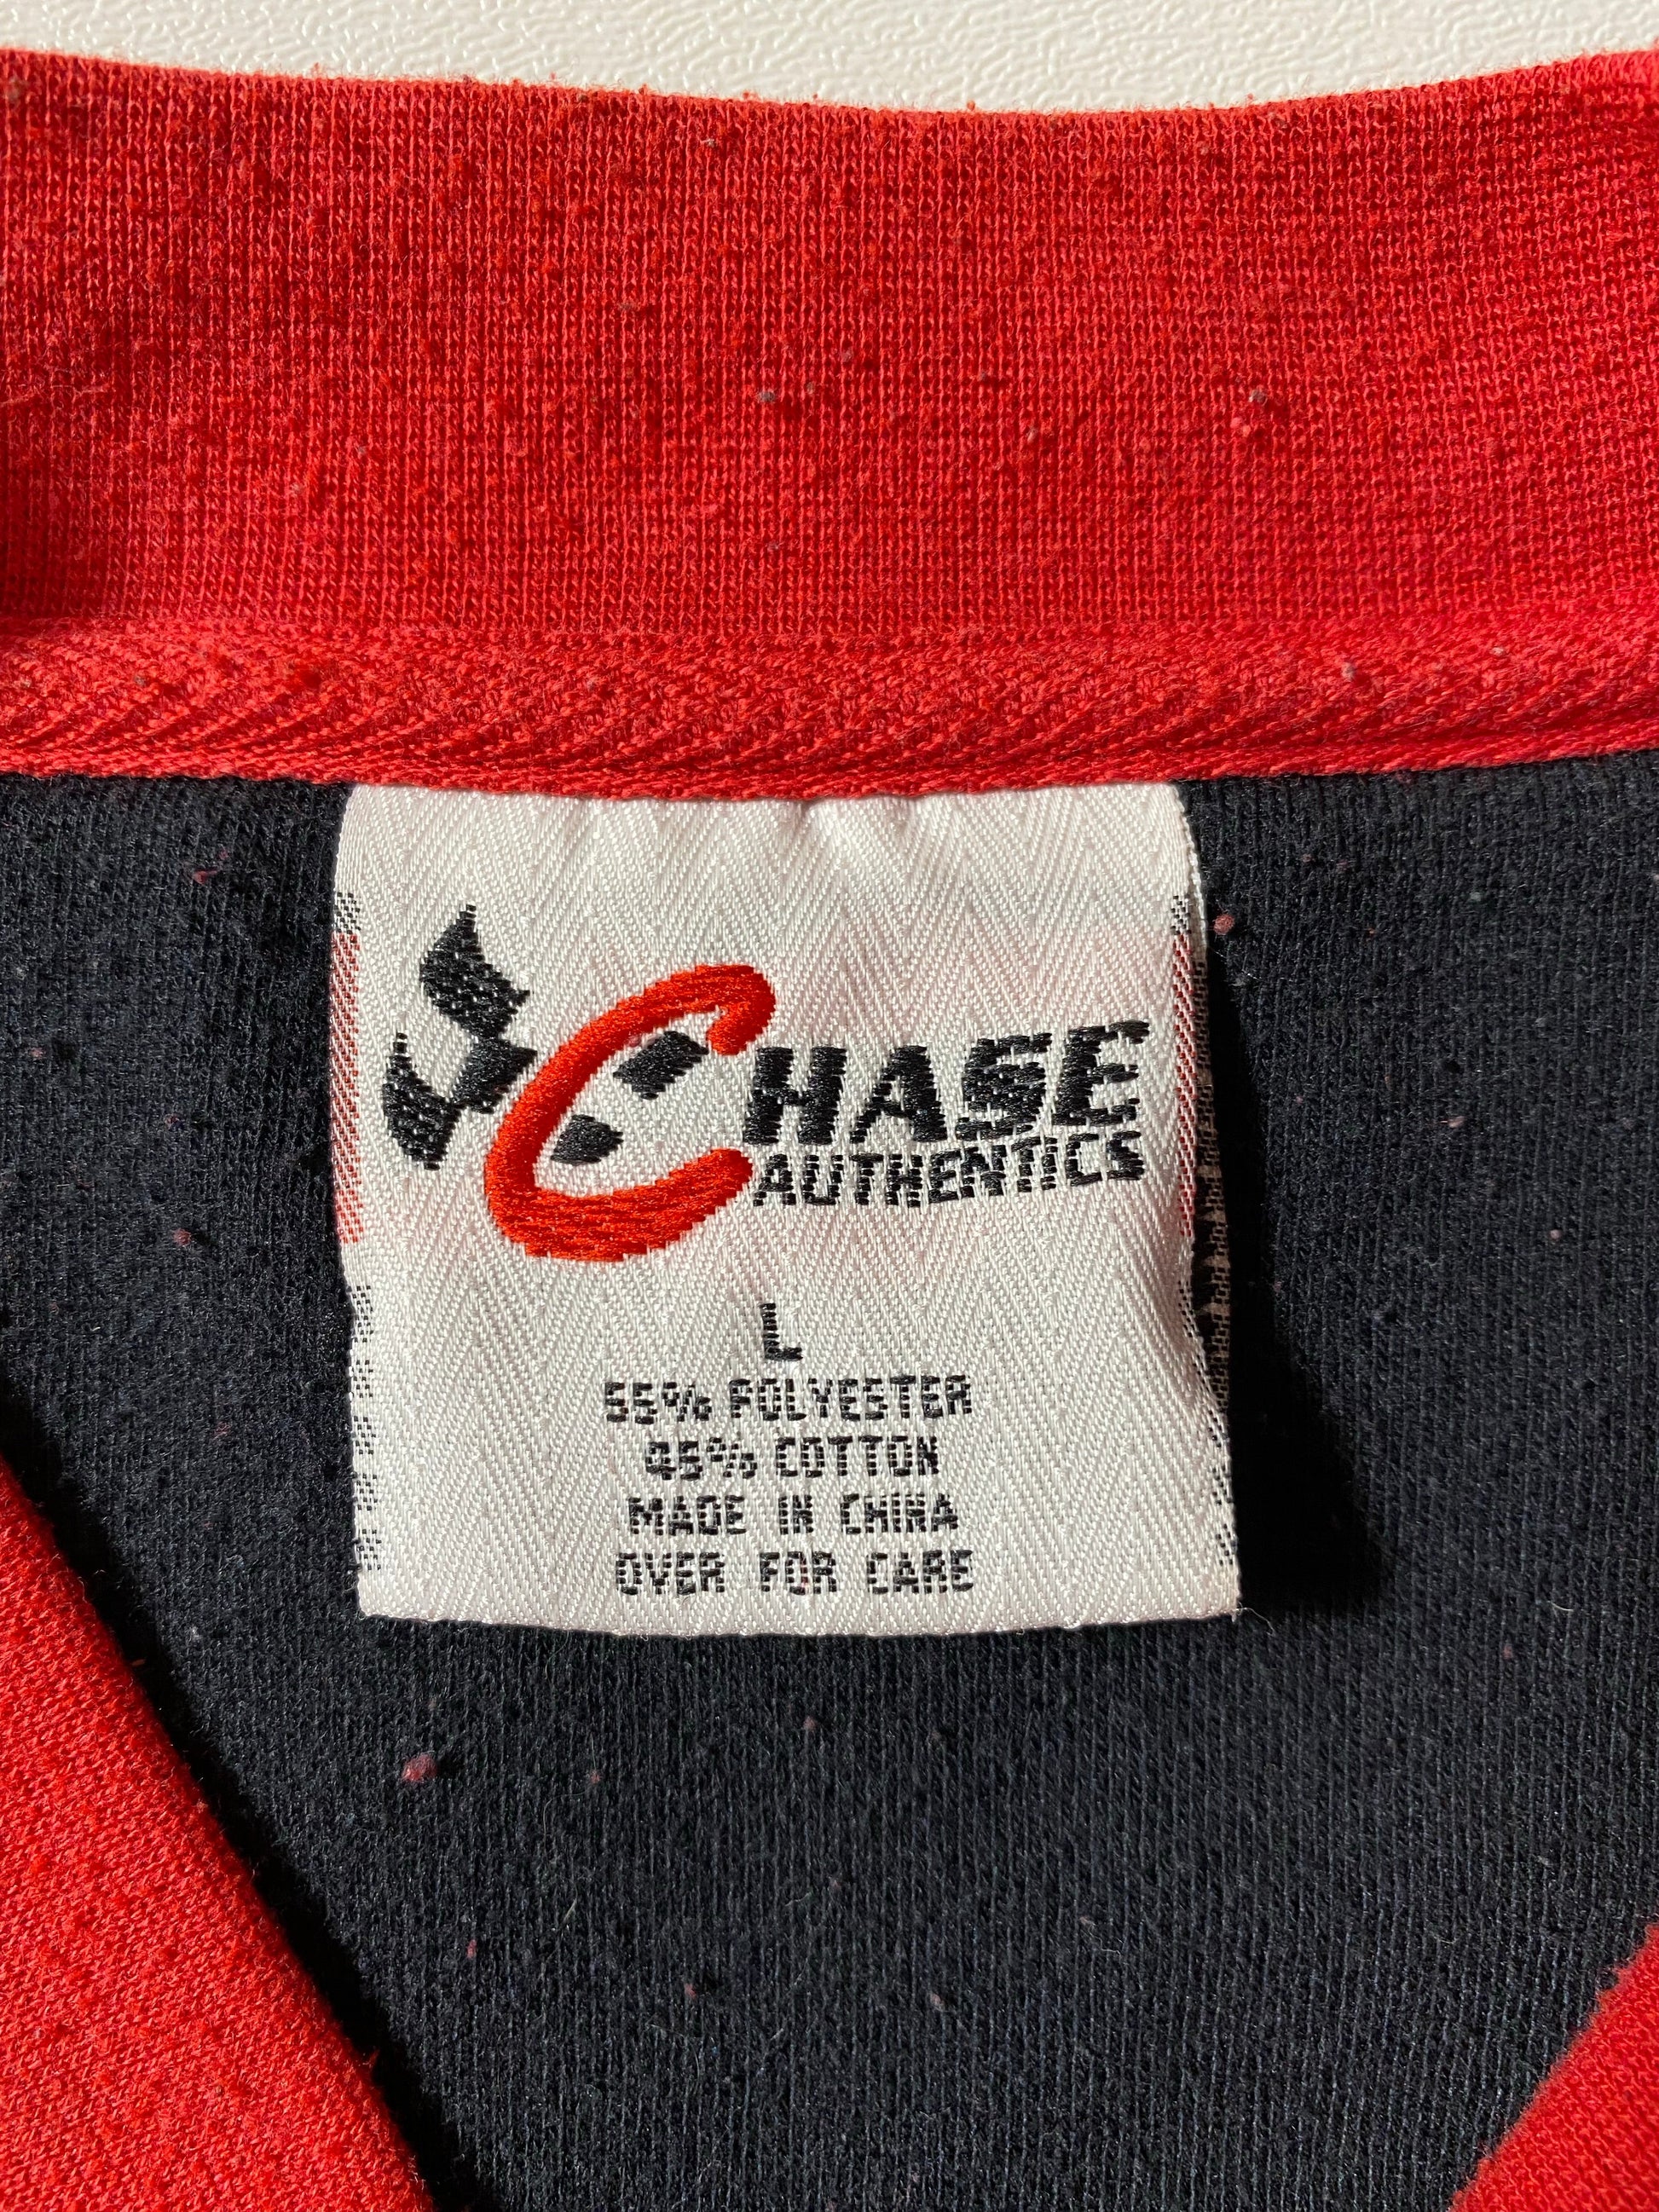 CHASE
AUTHENTICS
L
55% POLYESTER
45% COTTON
MADE IN CHINA
OVER FOR CARE